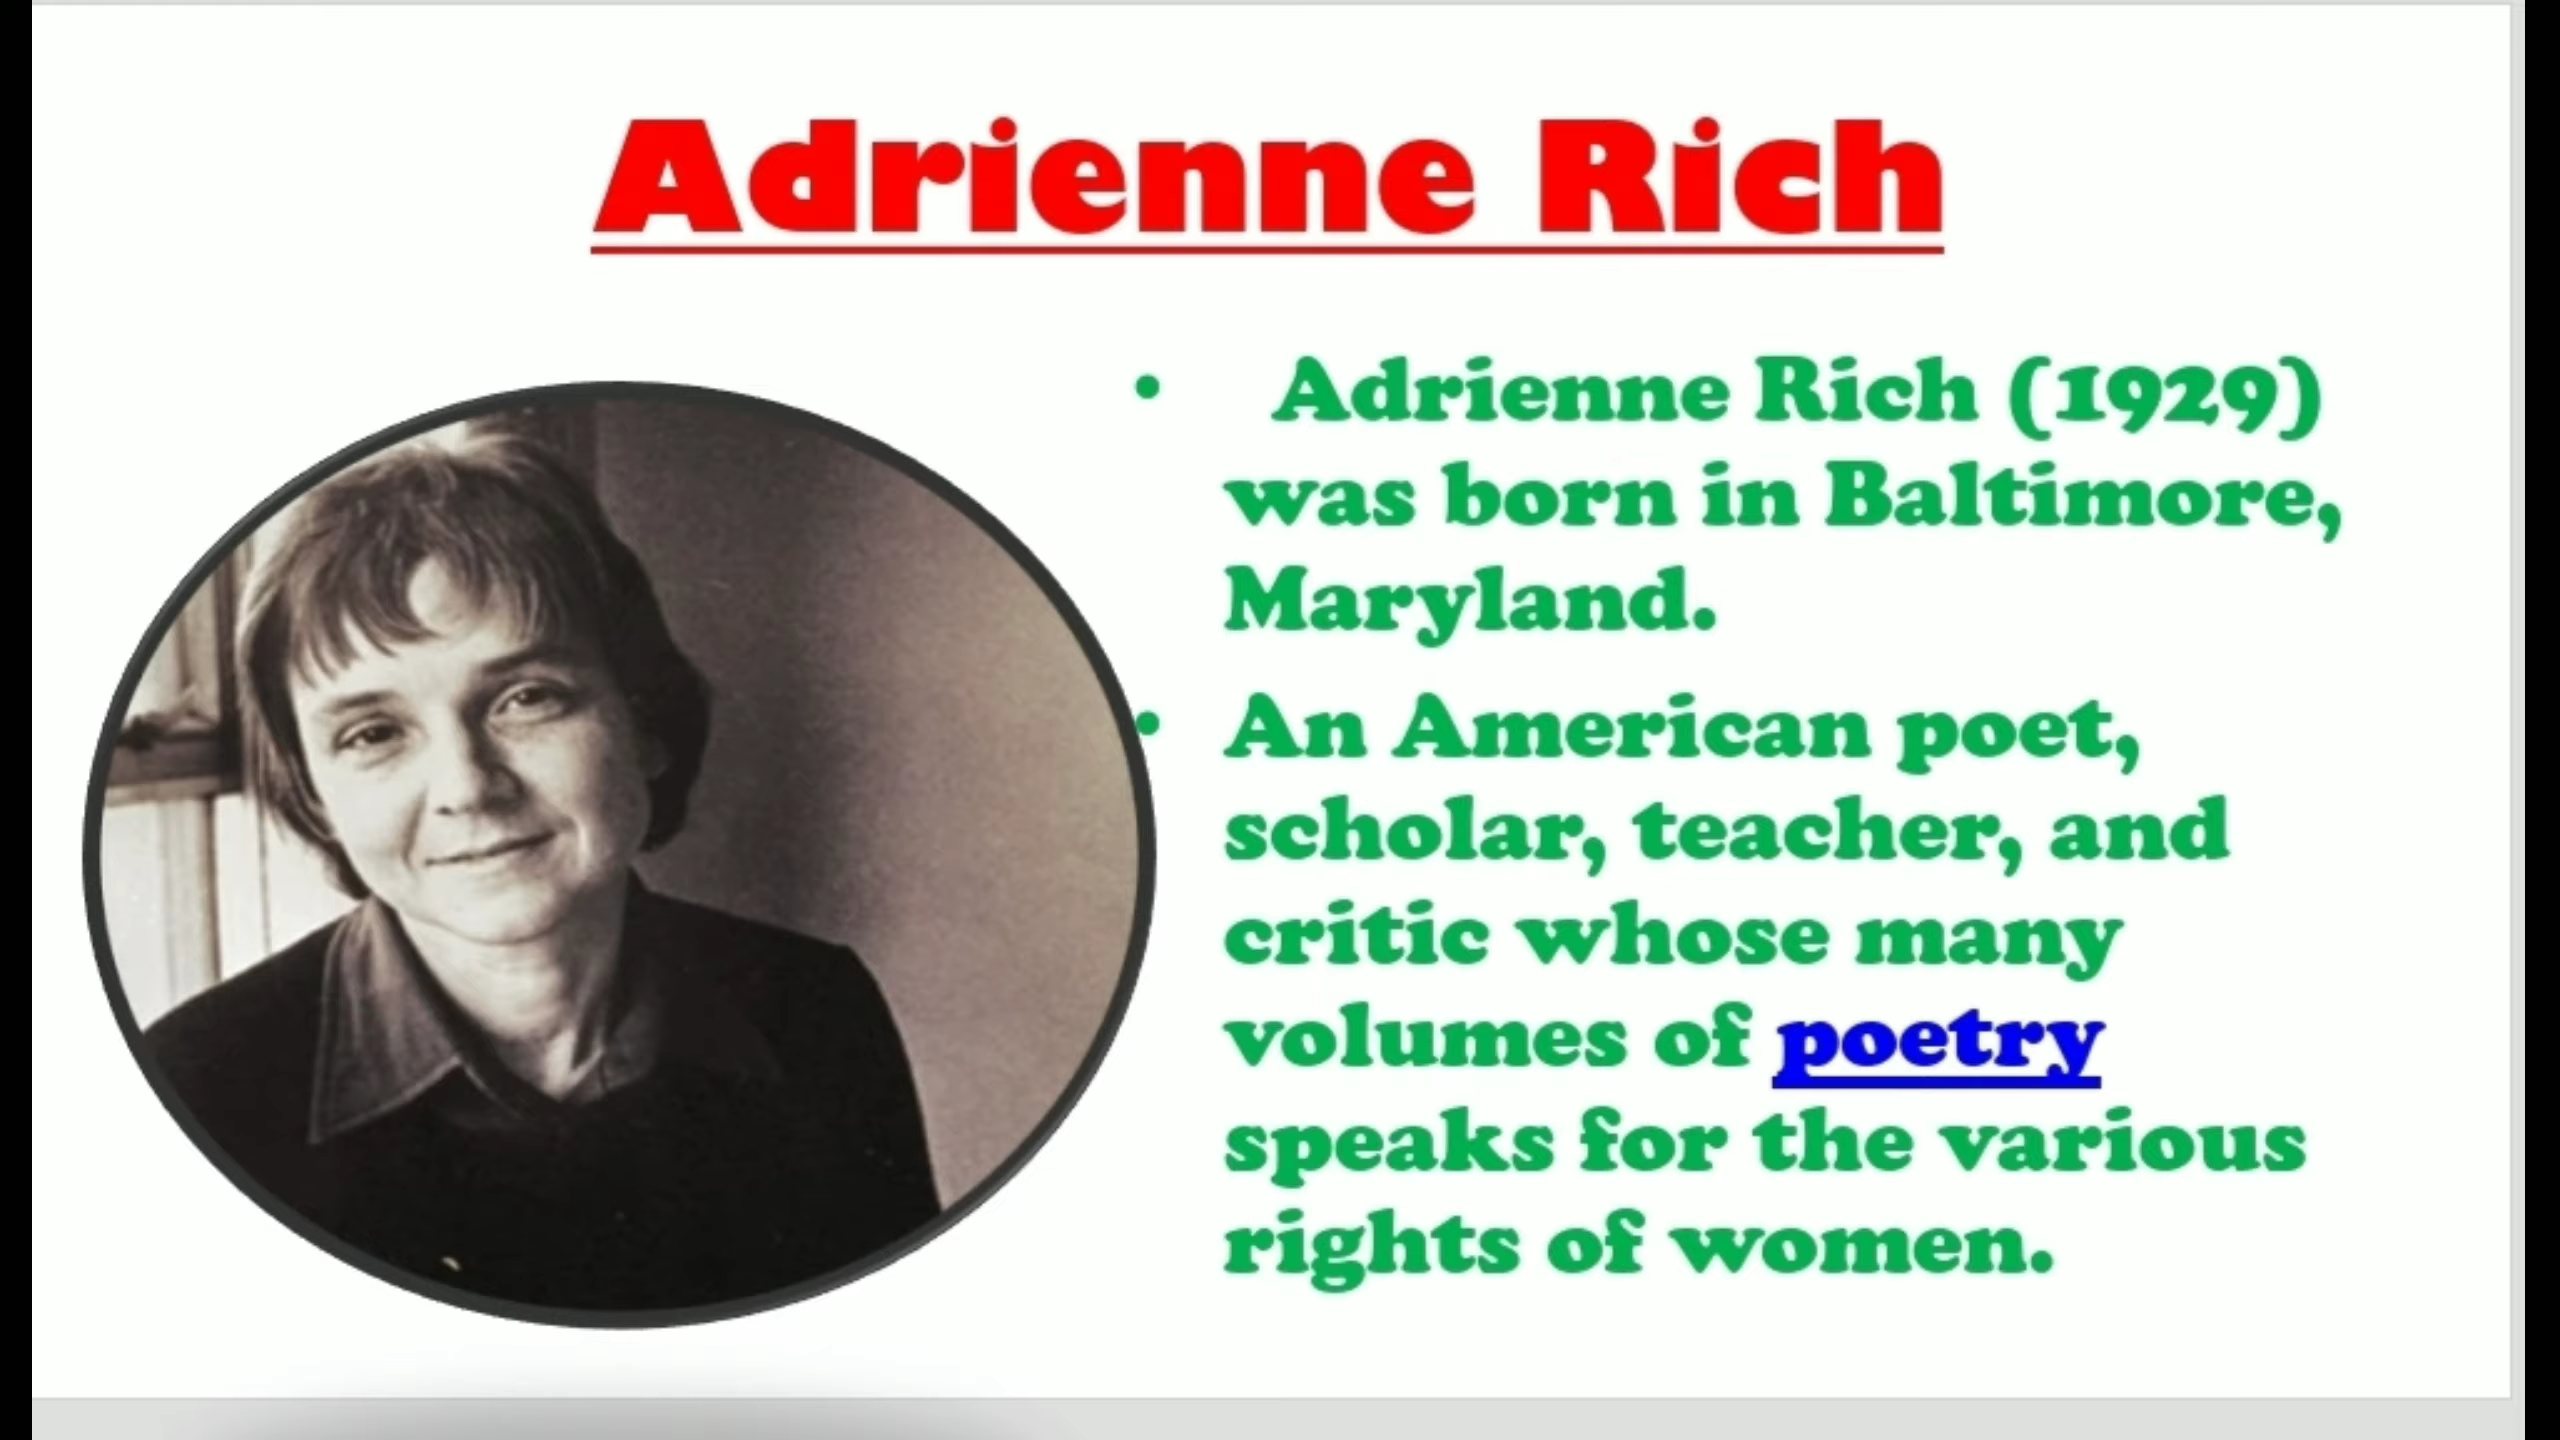 Adrienne Rich
• Adrienne Rich (1929)
was born in Baltimore,
Maryland.
• An American poet,
scholar, teacher, and
critic whose many
volumes of poetry
speaks for the various
rights of women.